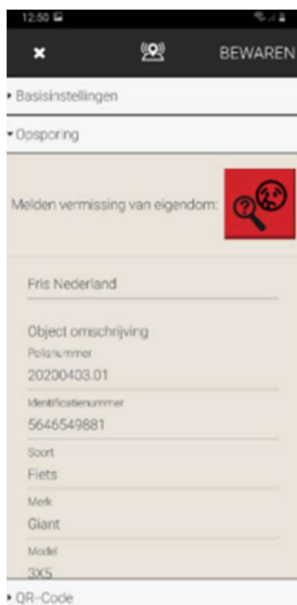 12:50
BEWAREN
Basisinstellingen
Opsporing
Melden vermissing van eigendom:
Fris Nederland
Object omschrijving
Polisnummer
20200403.01
Identificatienummer
5646549881
Soort
Fiets
Merk
Giant
Model
3X5
QR-Code